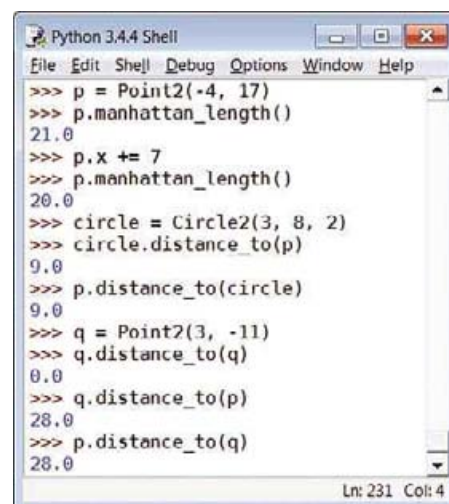 Python 3.4.4 Shell
File Edit Shell Debug Options Window Help
>>> p = Point2(-4, 17)
>>> p.manhattan_length()
21.0
>>> p.x += 7
>>> p.manhattan_length()
20.0
>>> circle = Circle2(3, 8, 2)
>>> circle.distance_to(p)
9.0
>>> p.distance_to(circle)
9.0
>>> q = Point2(3, -11)
>>> q.distance_to(q)
0.0
>>> q.distance_to(p)
28.0
>>> p.distance_to(q)
28.0
Ln: 231 Col: 4